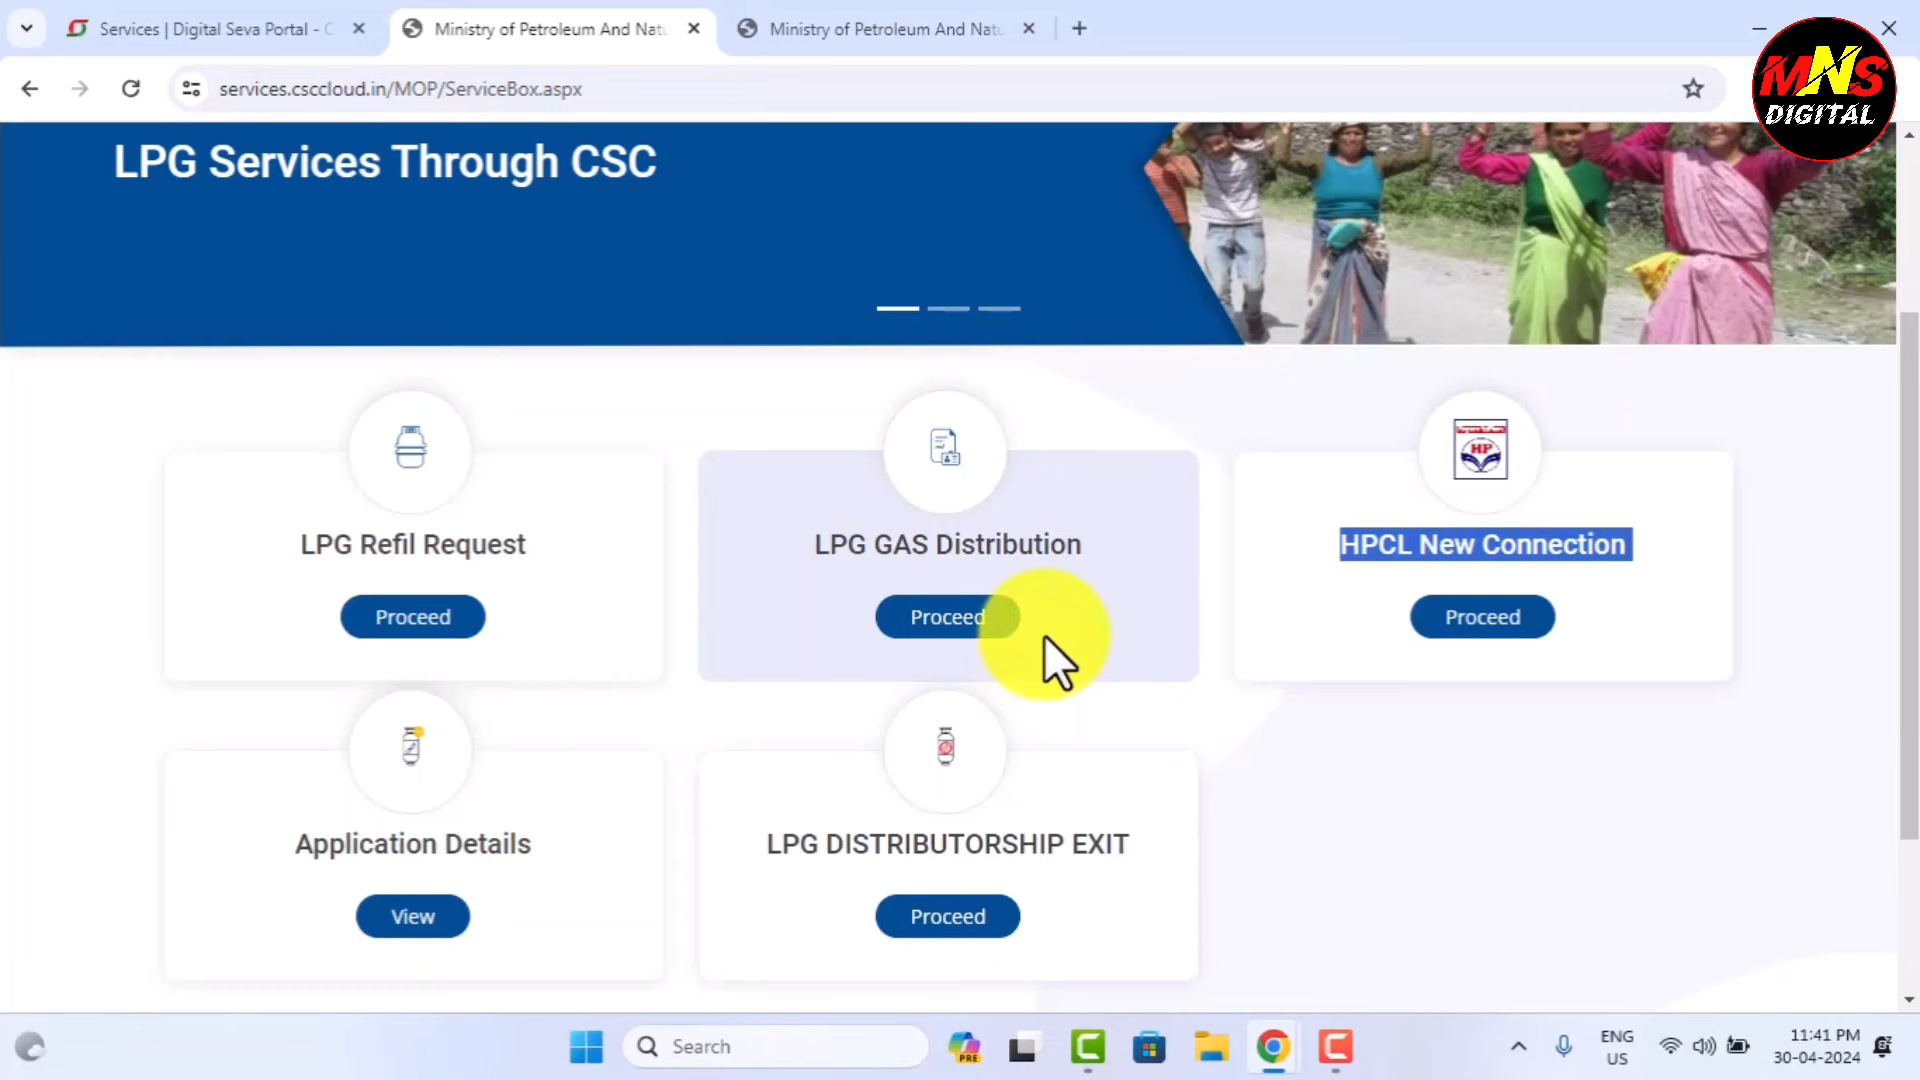 Services | Digital Seva Portal - C
Ministry of Petroleum And Natu
Ministry of Petroleum And Natu
services.csccloud.in/MOP/ServiceBox.aspx
MNS
DIGITAL
LPG Services Through CSC
HP
LPG Refil Request
LPG GAS Distribution
HPCL New Connection
Proceed
Proceed
Proceed
Application Details
LPG DISTRIBUTORSHIP EXIT
View
Proceed
Search
PRE
ENG
US
11:41 PM
30-04-2024